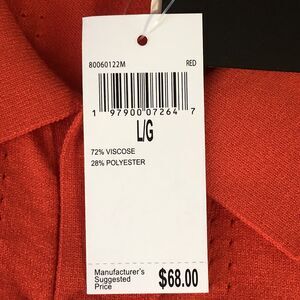 80060122M RED
1 97900 07264 7
L/G
72% VISCOSE
28% POLYESTER
Manufacturer's
Suggested
Price $68.00